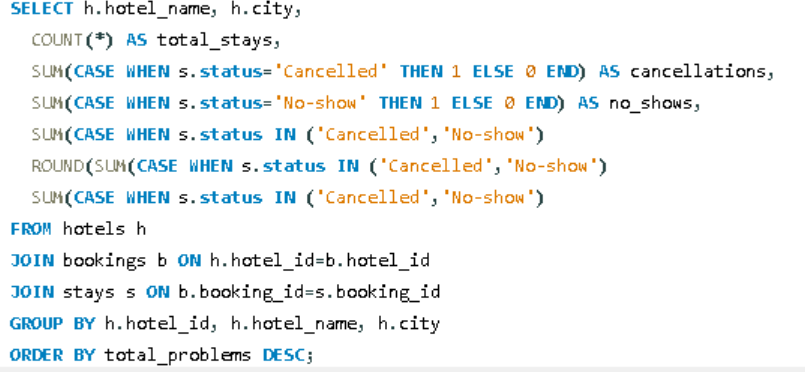 SELECT h.hotel_name, h.city,
COUNT(*) AS total_stays,
SUM(CASE WHEN s.status='Cancelled' THEN 1 ELSE 0 END) AS cancellations,
SUM(CASE WHEN s.status='No-show' THEN 1 ELSE 0 END) AS no_shows,
SUM(CASE WHEN s.status IN ('Cancelled','No-show')
ROUND(SUM(CASE WHEN s.status IN ('Cancelled','No-show')
SUM(CASE WHEN s.status IN ('Cancelled','No-show')
FROM hotels h
JOIN bookings b ON h.hotel_id=b.hotel_id
JOIN stays s ON b.booking_id=s.booking_id
GROUP BY h.hotel_id, h.hotel_name, h.city
ORDER BY total_problems DESC;